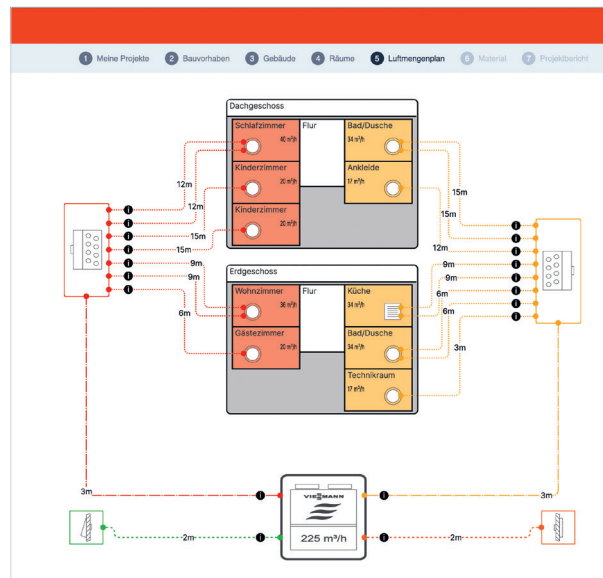 1 Meine Projekte 2 Bauvorhaben 3 Gebäude 4 Räume 5 Luftmengenplan 6 Material 7 Projektbericht
Dachgeschoss
Schlafzimmer Flur Bad/Dusche
40 m³/h 34 m³/h
Kinderzimmer Ankleide
20 m³/h 17 m³/h
Kinderzimmer
20 m³/h
12m
12m
15m
15m
9m
9m
6m
15m
15m
12m
9m
9m
6m
6m
3m
Erdgeschoss
Wohnzimmer Flur Küche
36 m³/h 34 m³/h
Gästezimmer Bad/Dusche
20 m³/h 34 m³/h
Technikraum
17 m³/h
3m 3m
VIESMANN
2m 2m
225 m³/h